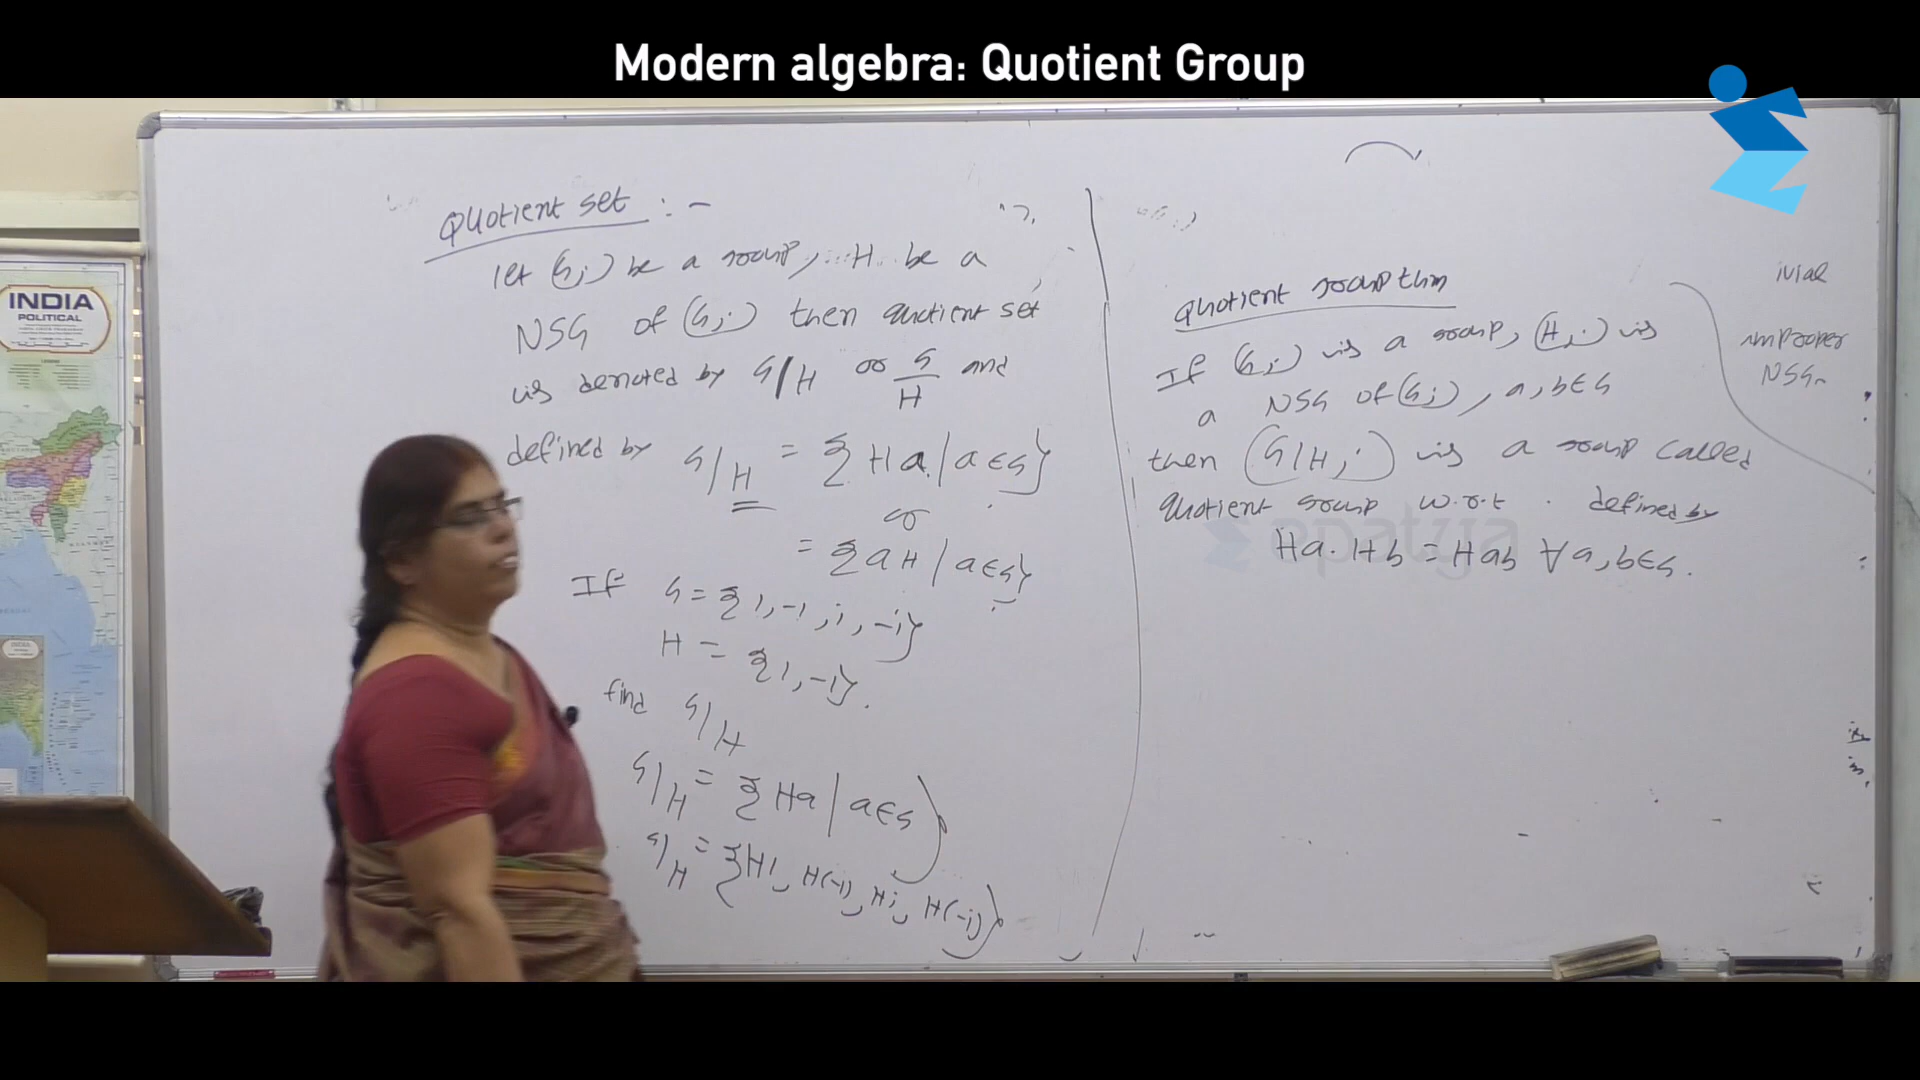 Modern algebra: Quotient Group
Quotient set : -
let (G, ·) be a group, H be a
NSG of (G, ·) then quotient set
is denoted by G/H or G/H and
defined by G/H = {Ha | a ∈ G}
or
= {aH | a ∈ G}
If G = {1, -1, i, -i}
H = {1, -1}.
find G/H
G/H = {Ha | a ∈ G}
G/H = {H1, H(-1), Hi, H(-i)}
Quotient group thm
If (G, ·) is a group, (H, ·) is
a NSG of (G, ·), a, b ∈ G
then (G/H, ·) is a group called
quotient group w.r.t · defined by
Ha · Hb = Hab ∀ a, b ∈ G.
ivial
improper
NSG
epatya
INDIA
POLITICAL
INDIA